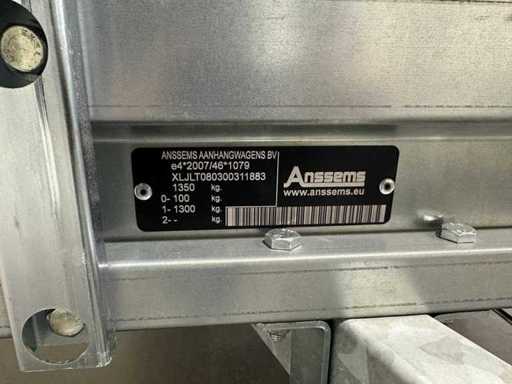 ANSSEMS AANHANGWAGENS BV
e4*2007/46*1079
XLJLT080300311883
1350 kg.
0- 100 kg.
1- 1300 kg.
2- - kg.
Anssems
www.anssems.eu